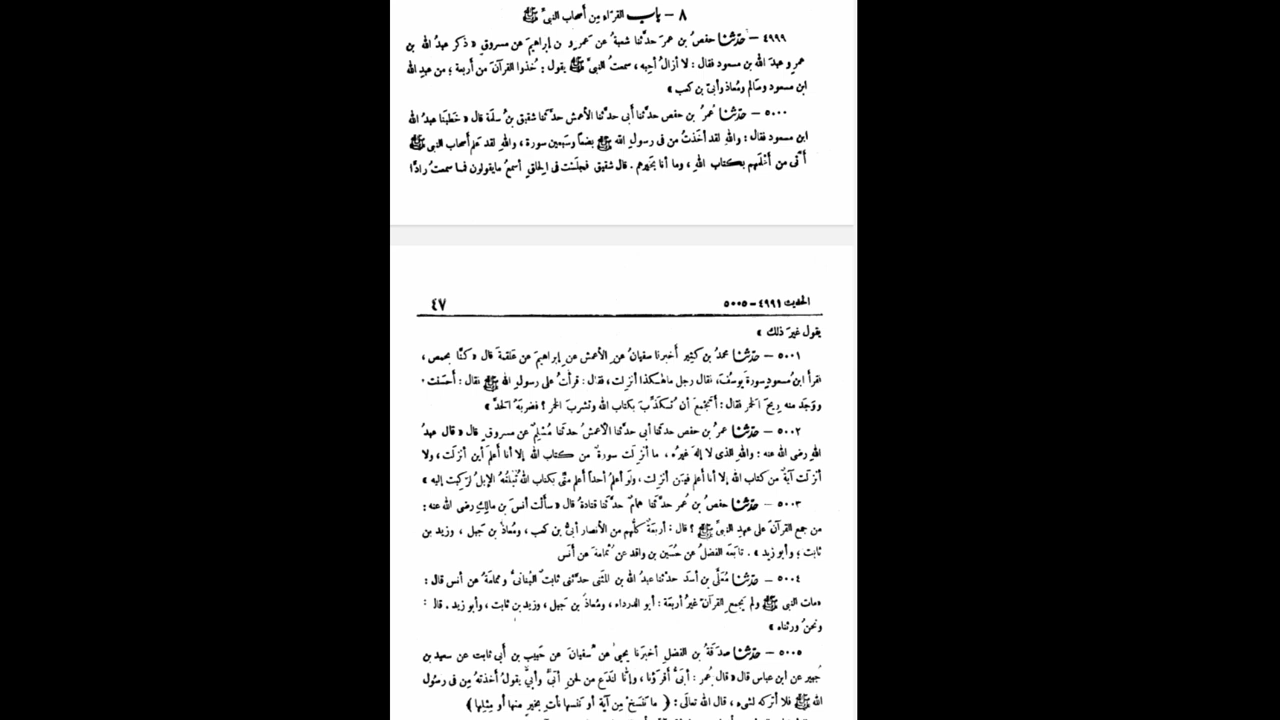 ٨ – باب القراء من أصحاب النبي ﷺ
٤٩٩٩ – حدثنا حفص بن عمر حدثنا شعبة عن عمرو عن إبراهيم عن مسروق « ذكر عبد الله بن
عمرو عبد الله بن مسعود فقال : لا أزال أحبه ، سمعت النبي ﷺ يقول : خذوا القرآن من أربعة ؛ من عبد الله
ابن مسعود وسالم ومعاذ وأبي بن كعب »
٥٠٠٠ – حدثنا عمر بن حفص حدثنا أبي حدثنا الأعمش حدثنا شقيق بن سلمة قال « خطبنا عبد الله
ابن مسعود فقال : والله لقد أخذت من في رسول الله ﷺ بضعا وسبعين سورة ، والله لقد علم أصحاب النبي ﷺ
أني من أعلمهم بكتاب الله ، وما أنا بخيرهم . قال شقيق فجلست في الحلق أسمع ما يقولون فما سمعت رادًا
الحديث ٤٩٩١ – ٥٠٠٥ ٤٧
يقول غير ذلك »
٥٠٠١ – حدثنا محمد بن كثير أخبرنا سفيان عن الأعمش عن إبراهيم عن علقمة قال « كنا بحمص ،
فقرأ ابن مسعود سورة يوسف ، فقال رجل ما هكذا أنزلت ، فقال : قرأت على رسول الله ﷺ فقال : أحسنت .
ووجد منه ريح الخمر فقال : أتجمع أن تكذب بكتاب الله وتشرب الخمر ؟ فضربه الحد »
٥٠٠٢ – حدثنا عمر بن حفص حدثنا أبي حدثنا الأعمش حدثنا مسلم عن مسروق قال « قال عبد
الله رضى الله عنه : والله الذى لا إله غيره ، ما أنزلت سورة من كتاب الله إلا أنا أعلم أين أنزلت ، ولا
أنزلت آية من كتاب الله إلا أنا أعلم فيمن أنزلت ، ولو أعلم أحداً أعلم منى بكتاب الله تبلغه الإبل لركبت إليه »
٥٠٠٣ – حدثنا حفص بن عمر حدثنا همام حدثنا قتادة قال « سألت أنس بن مالك رضى الله عنه :
من جمع القرآن على عهد النبي ﷺ ؟ قال : أربعة كلهم من الأنصار أبي بن كعب ، ومعاذ بن جبل ، وزيد بن
ثابت ؛ وأبو زيد » . تابعه الفضل عن حسين بن واقد عن ثمامة عن أنس
٥٠٠٤ – حدثنا معلى بن أسد حدثنا عبد الله بن المثنى حدثنى ثابت البنانى وثمامة عن أنس قال :
«مات النبي ﷺ ولم يجمع القرآن غير أربعة : أبو الدرداء ، ومعاذ بن جبل ، وزيد بن ثابت ، وأبو زيد . قال :
ونحن ورثناه »
٥٠٠٥ – حدثنا صدقة بن الفضل أخبرنا يحيى عن سفيان عن حبيب بن أبي ثابت عن سعيد بن
جبير عن ابن عباس قال « قال عمر : أبي أقرؤنا ، وإنا لندع من لحن أبي وأبي يقول أخذته من فى رسول
الله ﷺ فلا أتركه لشىء ، قال الله تعالى : ( ما ننسخ من آية أو ننسها نأت بخير منها أو مثلها )